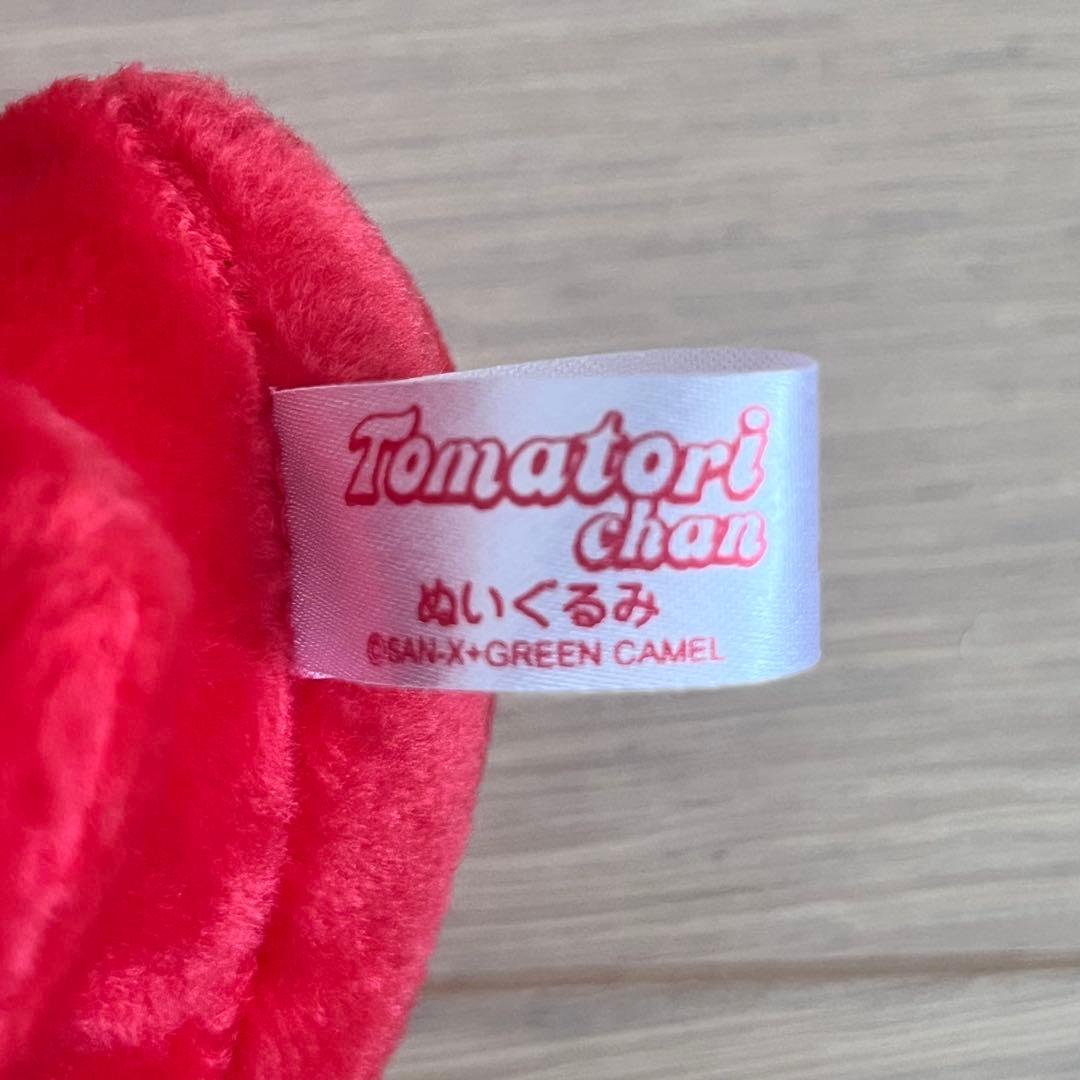 Tomatori
chan
ぬいぐるみ
©SAN-X+GREEN CAMEL